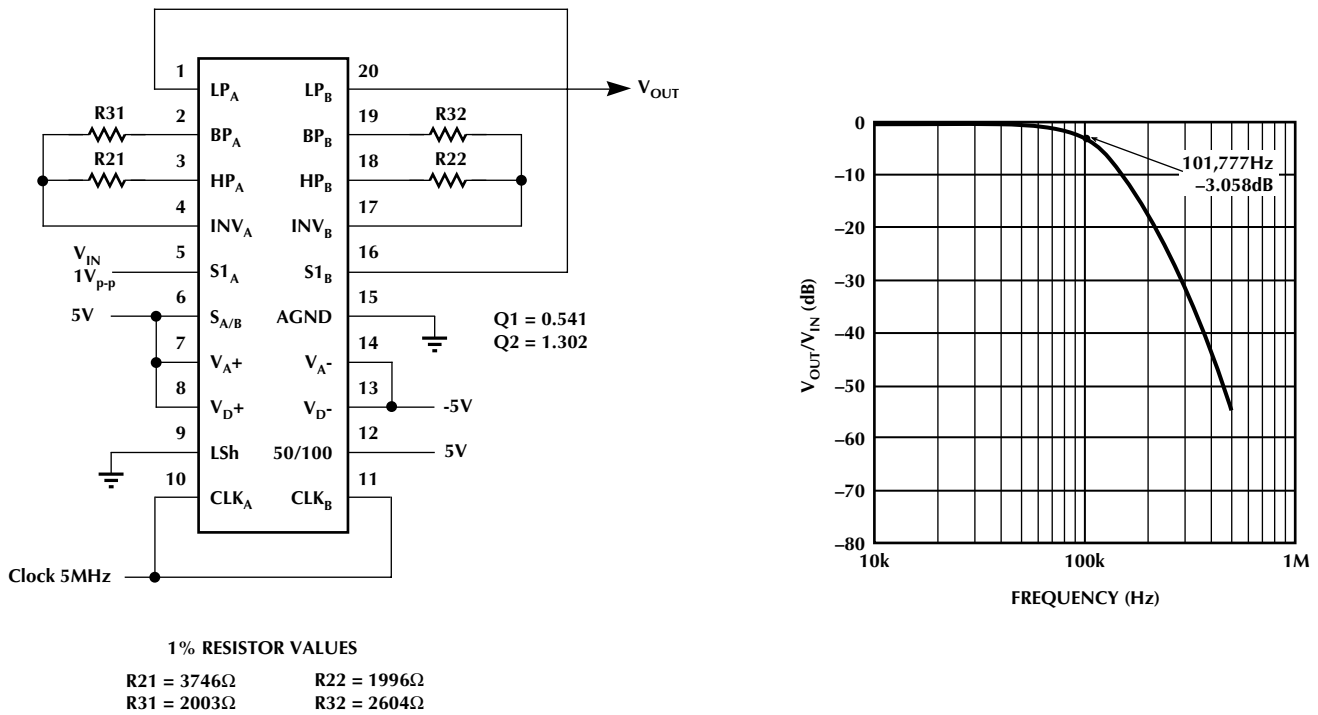 1
LP_A
2
BP_A
3
HP_A
4
INV_A
5
S1_A
6
S_A/B
7
V_A+
8
V_D+
9
LSh
10
CLK_A
20
LP_B
19
BP_B
18
HP_B
17
INV_B
16
S1_B
15
AGND
14
V_A-
13
V_D-
12
50/100
11
CLK_B
R31
R21
R32
R22
V_OUT
V_IN
1V_p-p
5V
-5V
5V
Q1 = 0.541
Q2 = 1.302
Clock 5MHz
1% RESISTOR VALUES
R21 = 3746Ω R22 = 1996Ω
R31 = 2003Ω R32 = 2604Ω
V_OUT/V_IN (dB)
0
–10
–20
–30
–40
–50
–60
–70
–80
101,777Hz
–3.058dB
10k 100k 1M
FREQUENCY (Hz)